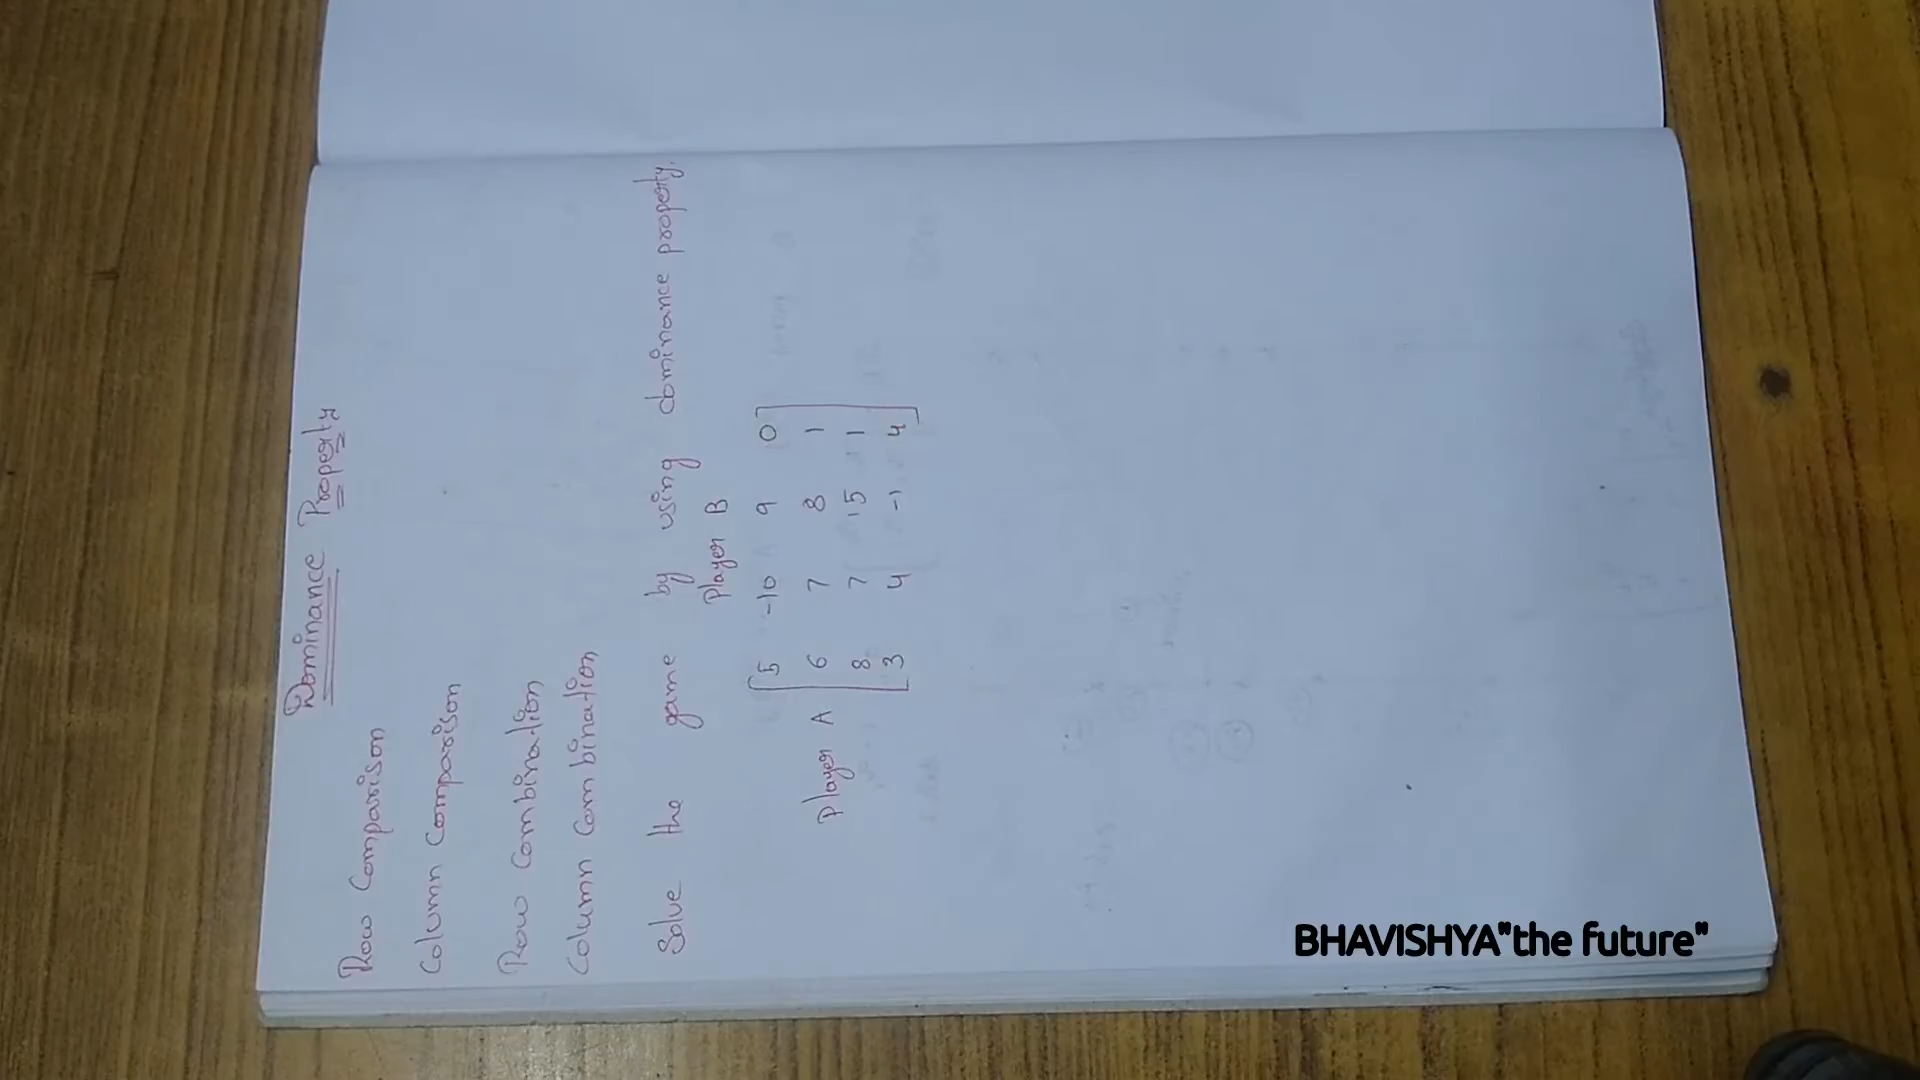 Dominance Property
Row Comparison
Column Comparison
Row Combination
Column Combination
Solve the game by using dominance property.
Player B
5 -10 9 0
Player A 6 7 8 1
8 7 15 1
3 4 -1 4
BHAVISHYA"the future"